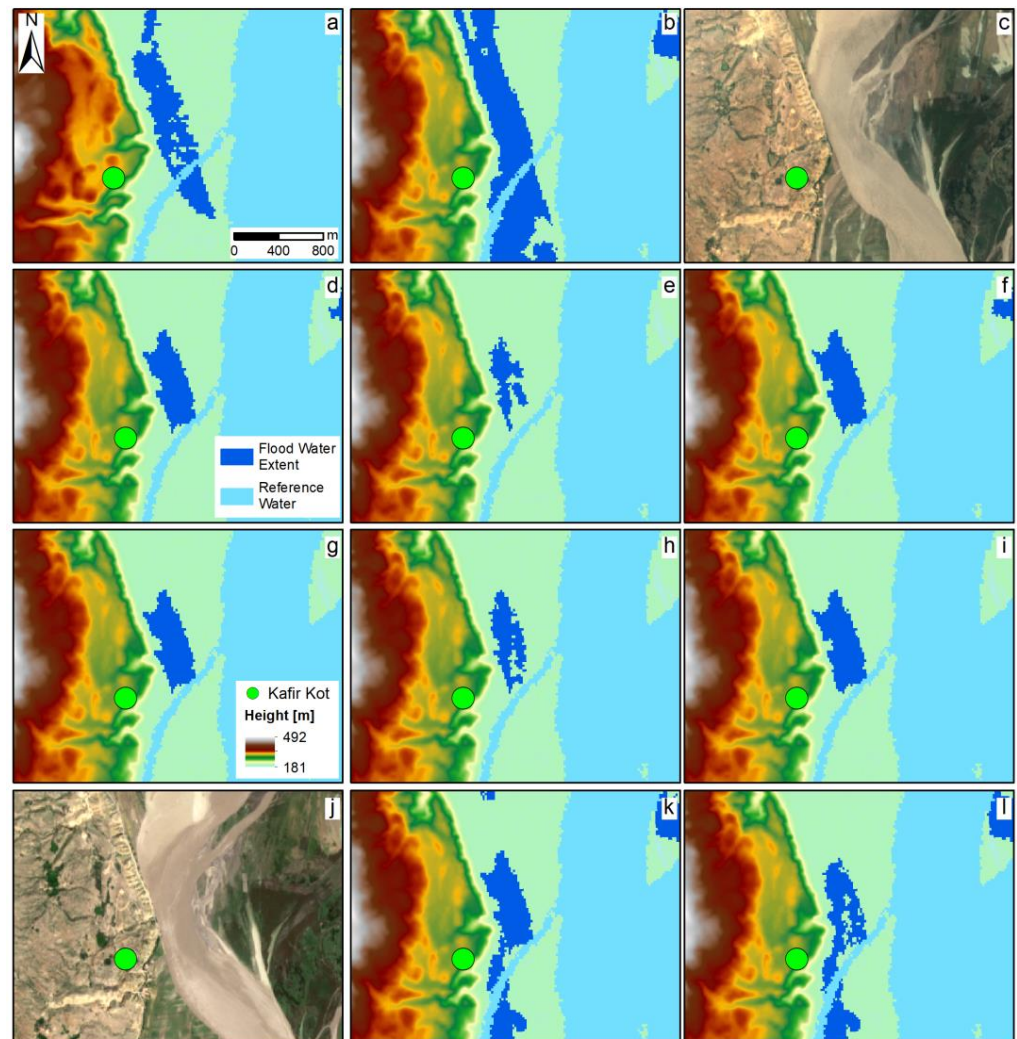 N
a
b
c
m
0 400 800
d
e
f
Flood Water
Extent
Reference
Water
g
h
i
Kafir Kot
Height [m]
492
181
j
k
l